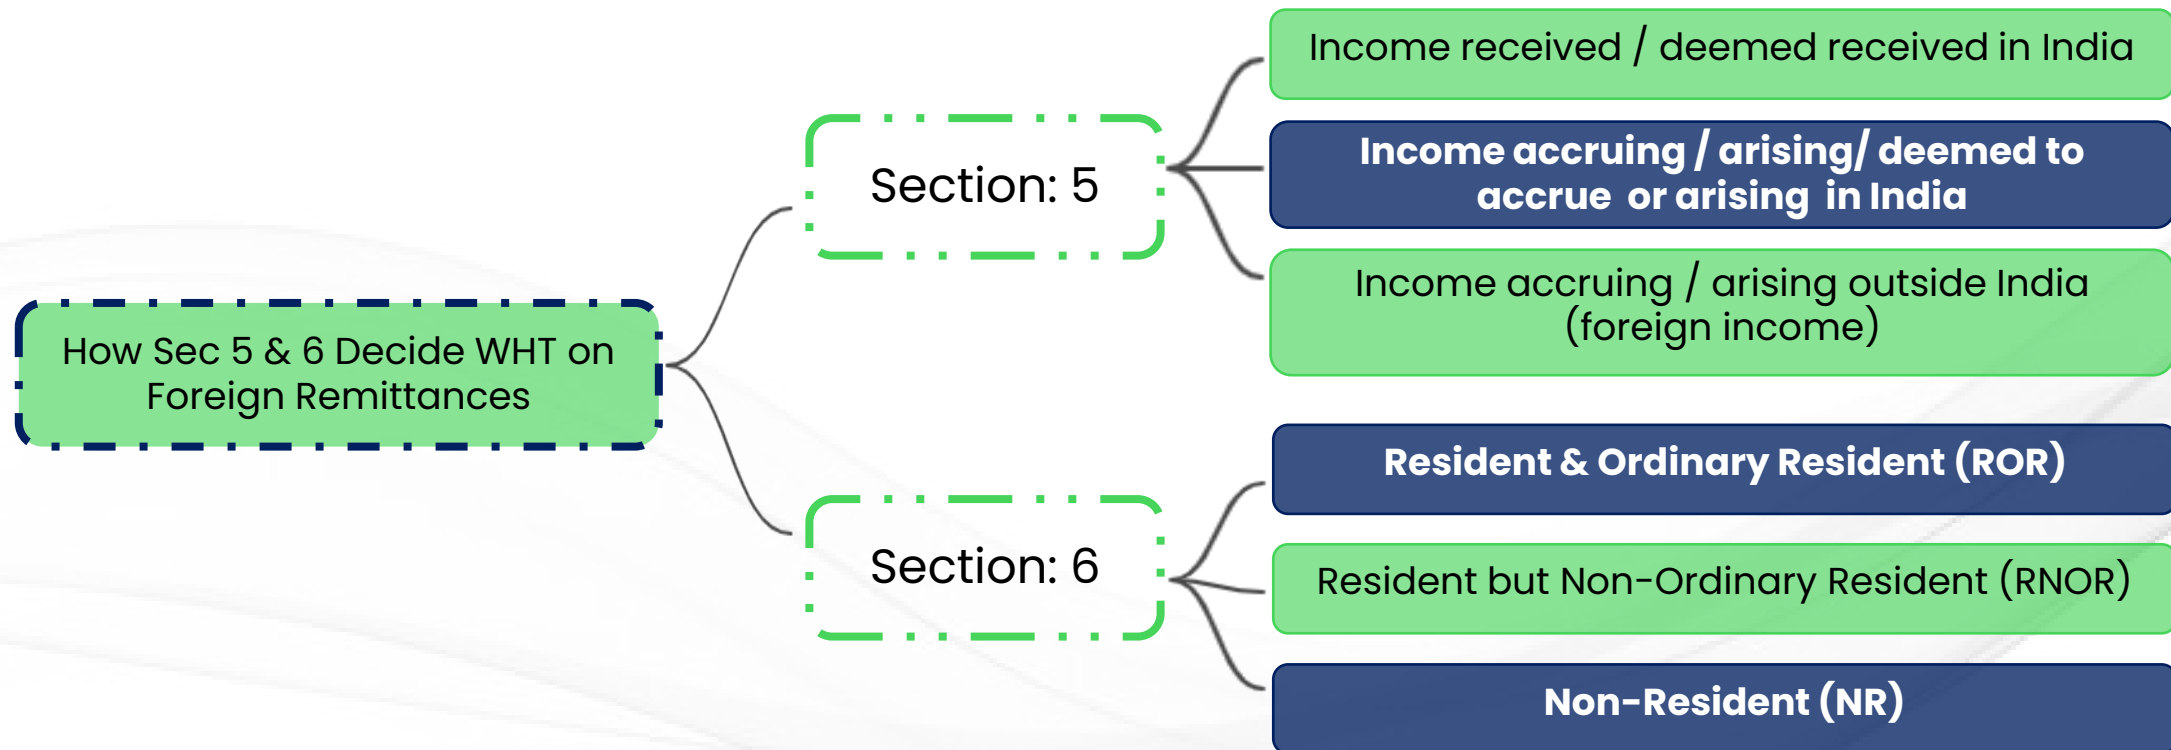 How Sec 5 & 6 Decide WHT on
Foreign Remittances
Section: 5
Income received / deemed received in India
Income accruing / arising/ deemed to
accrue or arising in India
Income accruing / arising outside India
(foreign income)
Section: 6
Resident & Ordinary Resident (ROR)
Resident but Non-Ordinary Resident (RNOR)
Non-Resident (NR)